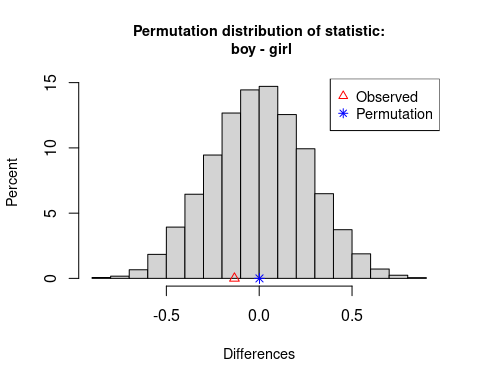 Permutation distribution of statistic:
boy - girl
Observed
Permutation
Percent
15
10
5
0
-0.5
0.0
0.5
Differences